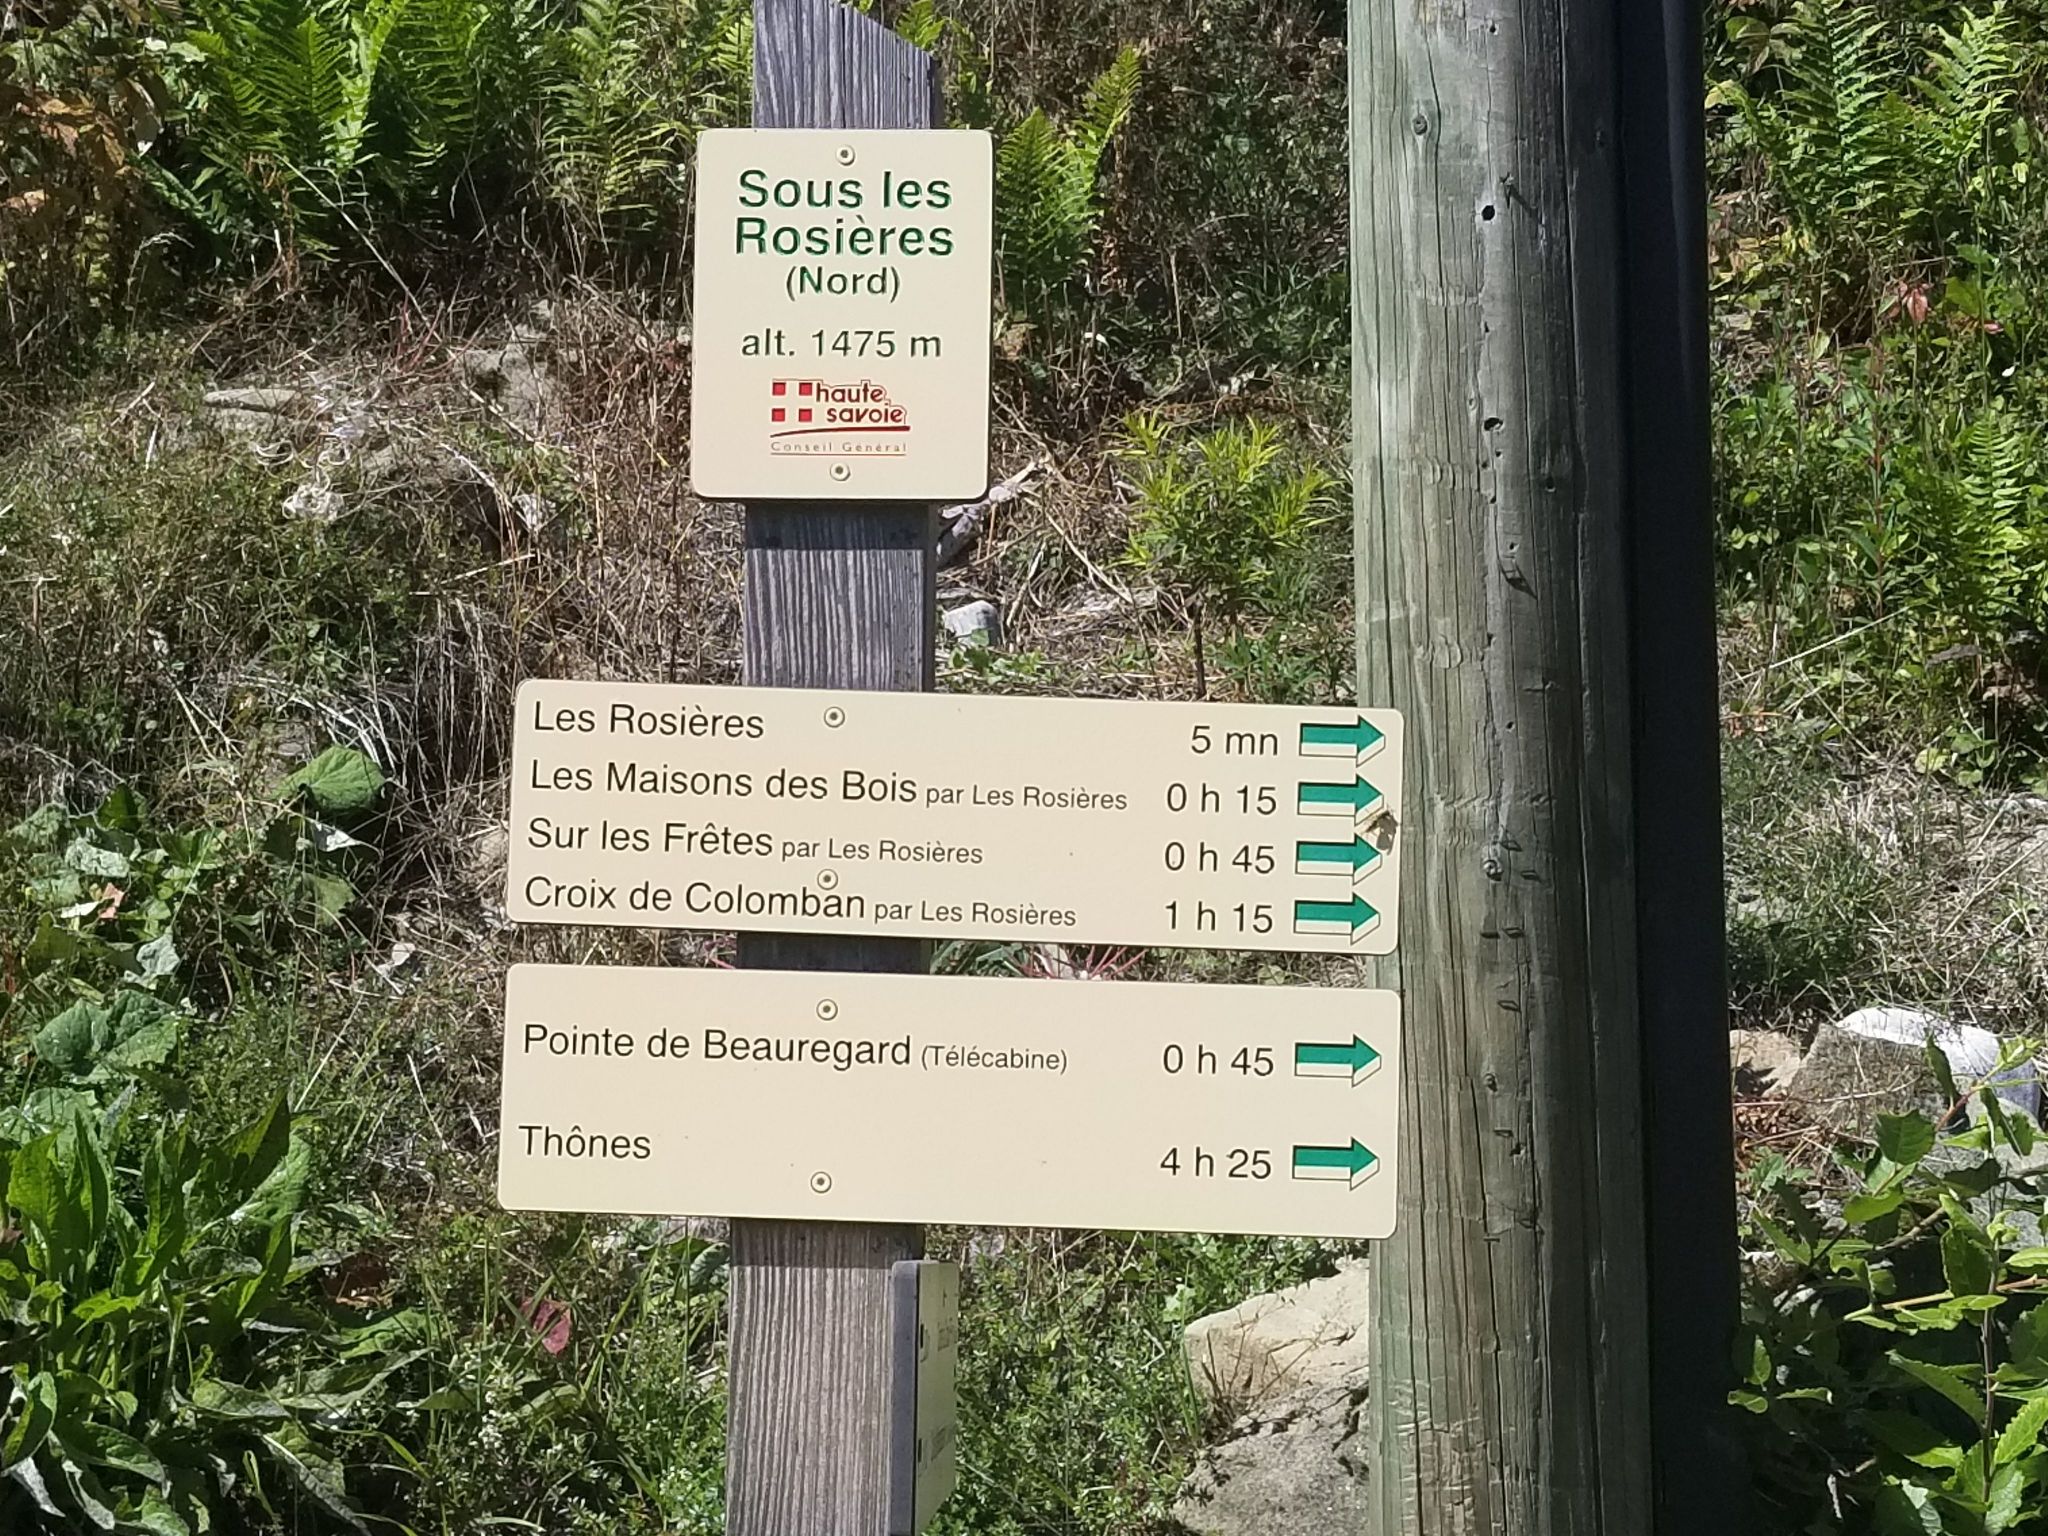 Sous les
Rosières
(Nord)
alt. 1475 m
haute
savoie
Conseil Général
Les Rosières 5 mn
Les Maisons des Bois par Les Rosières 0 h 15
Sur les Frêtes par Les Rosières 0 h 45
Croix de Colomban par Les Rosières 1 h 15
Pointe de Beauregard (Télécabine) 0 h 45
Thônes 4 h 25